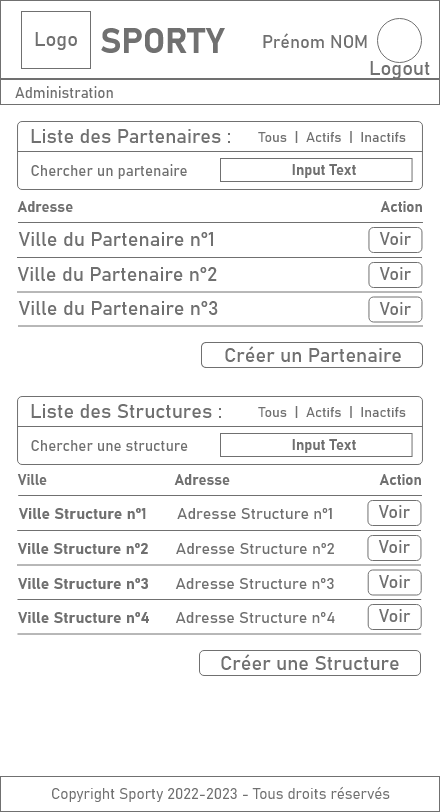 Logo SPORTY Prénom NOM
Logout
Administration
Liste des Partenaires : Tous | Actifs | Inactifs
Chercher un partenaire Input Text
Adresse Action
Ville du Partenaire n°1 Voir
Ville du Partenaire n°2 Voir
Ville du Partenaire n°3 Voir
Créer un Partenaire
Liste des Structures : Tous | Actifs | Inactifs
Chercher une structure Input Text
Ville Adresse Action
Ville Structure n°1 Adresse Structure n°1 Voir
Ville Structure n°2 Adresse Structure n°2 Voir
Ville Structure n°3 Adresse Structure n°3 Voir
Ville Structure n°4 Adresse Structure n°4 Voir
Créer une Structure
Copyright Sporty 2022-2023 - Tous droits réservés